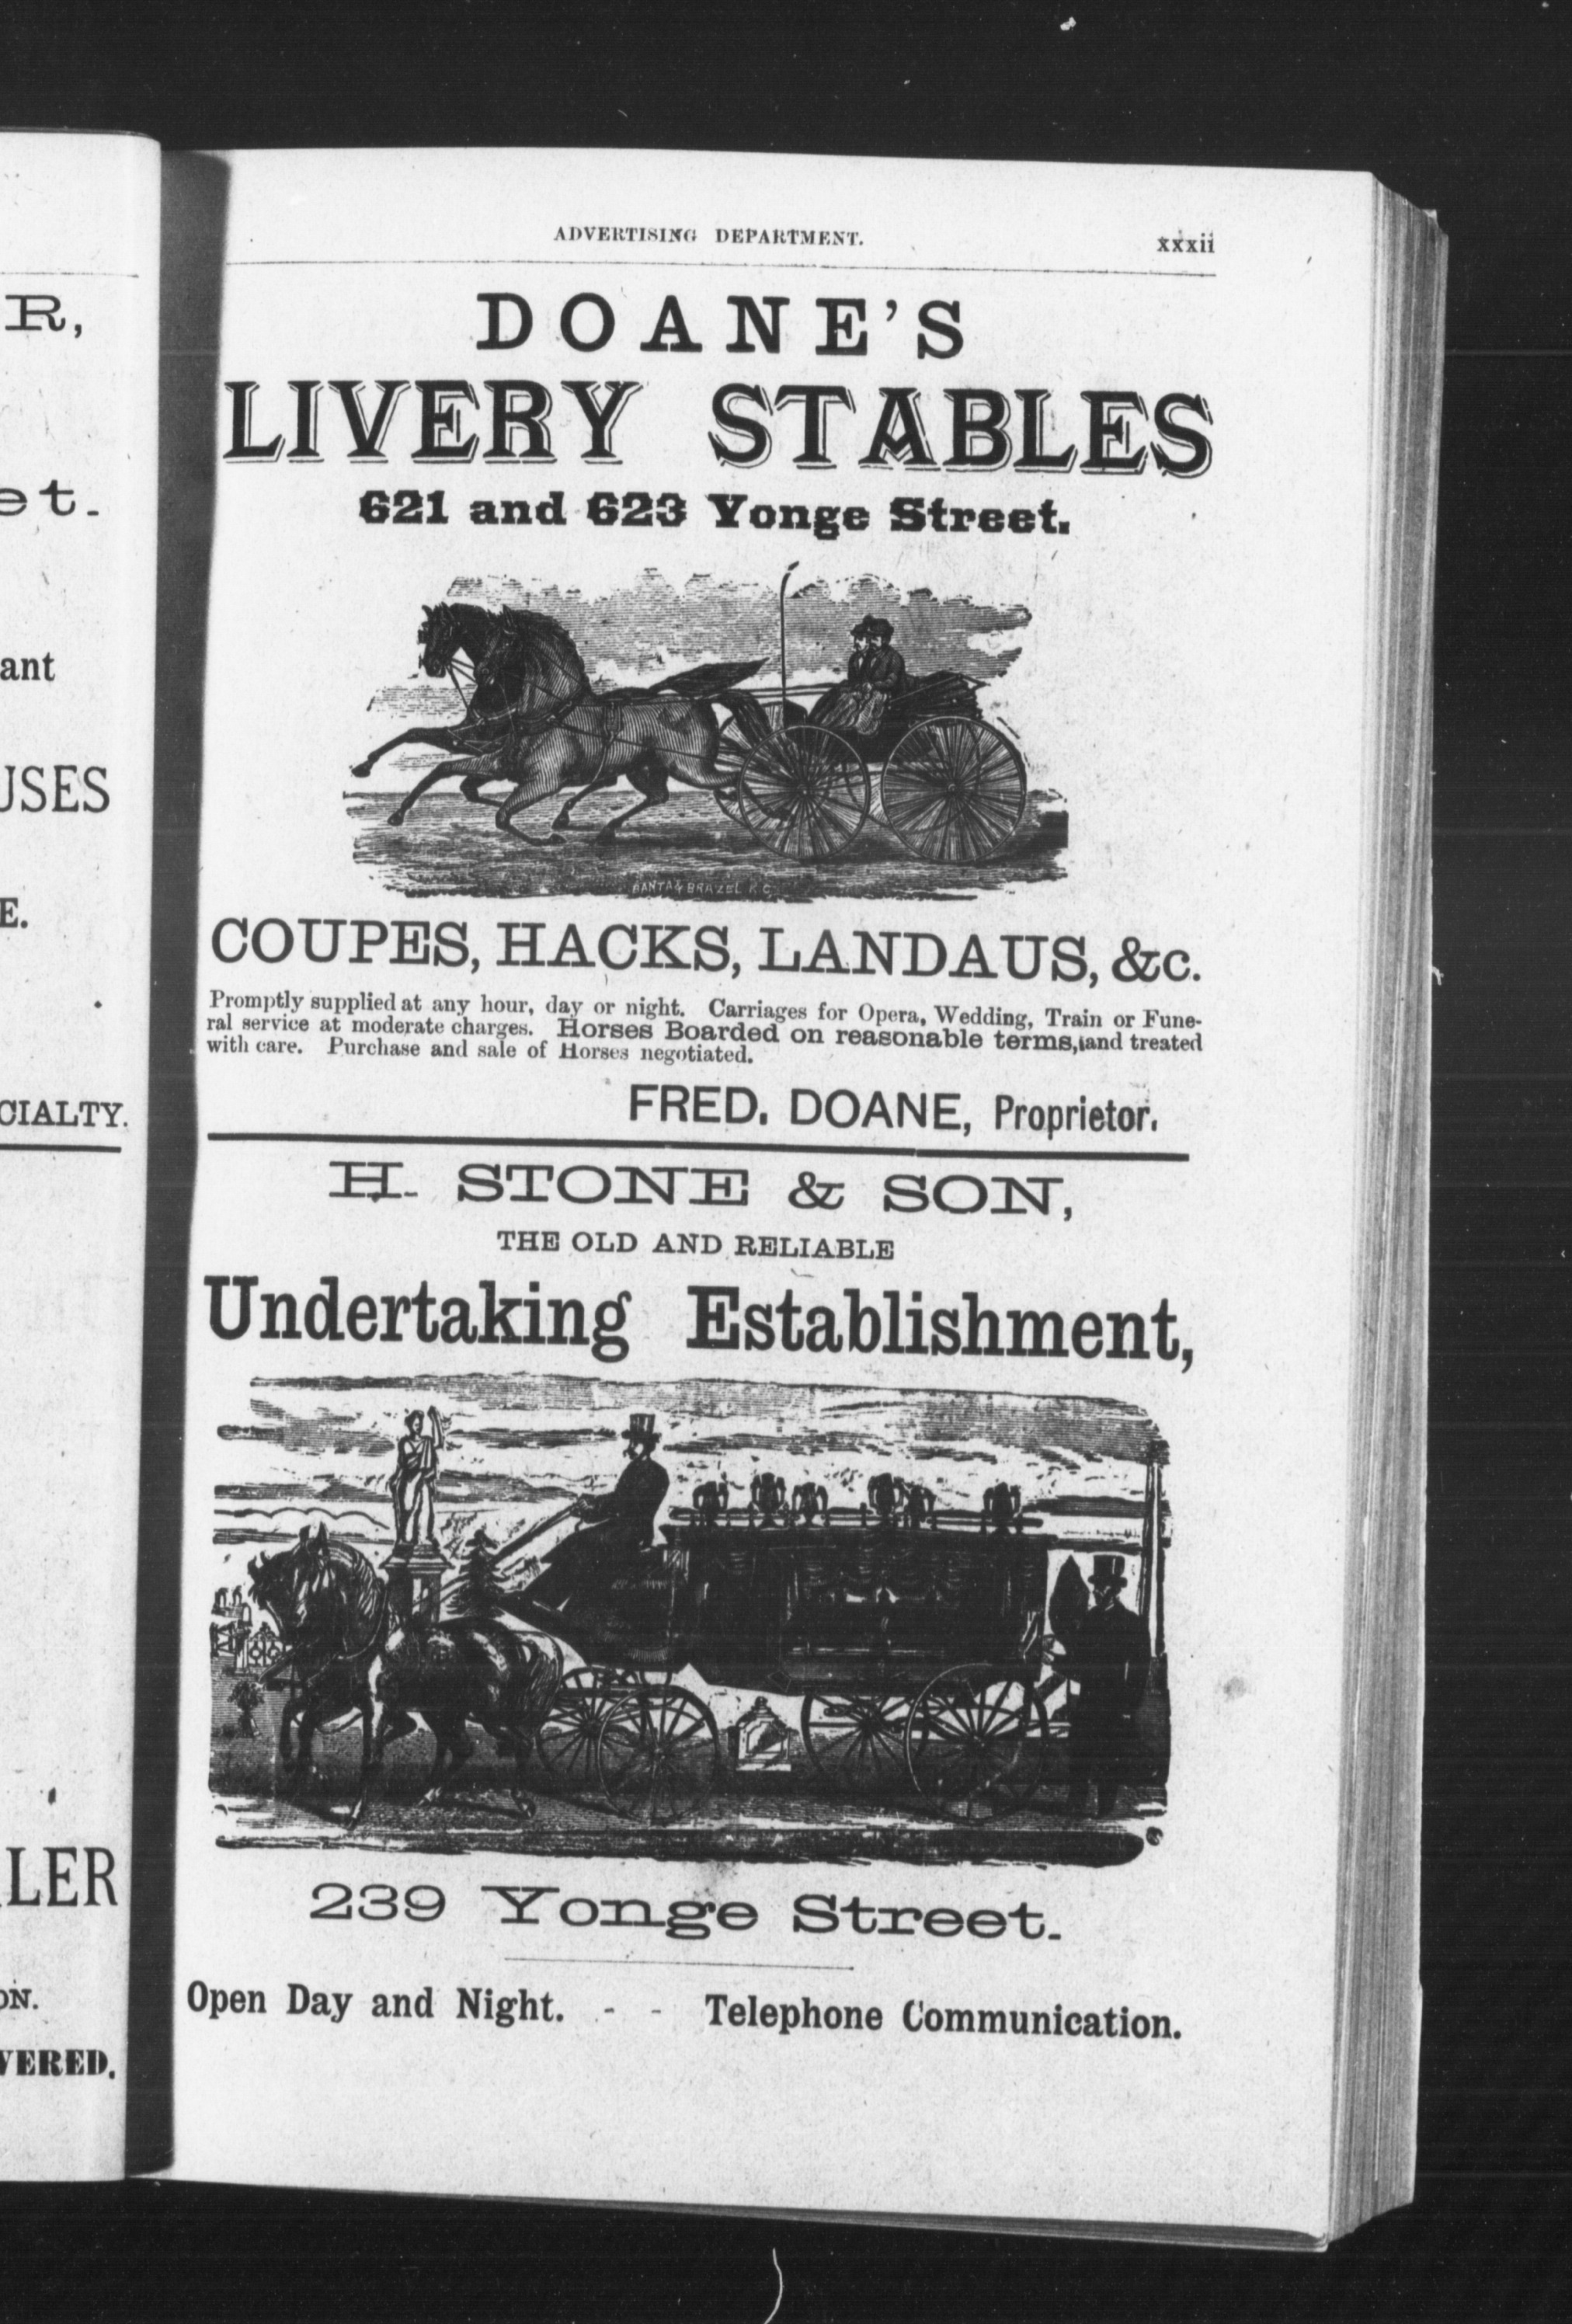 R,
et.
ant
USES
E.
CIALTY.
LER
ON.
VERED.
ADVERTISING DEPARTMENT. xxxii
DOANE'S
LIVERY STABLES
621 and 623 Yonge Street.
BANTA & BRAZEL K.C.
COUPES, HACKS, LANDAUS, &c.
Promptly supplied at any hour, day or night. Carriages for Opera, Wedding, Train or Fune-
ral service at moderate charges. Horses Boarded on reasonable terms, and treated
with care. Purchase and sale of Horses negotiated.
FRED. DOANE, Proprietor.
H. STONE & SON,
THE OLD AND RELIABLE
Undertaking Establishment,
239 Yonge Street.
Open Day and Night. - - Telephone Communication.